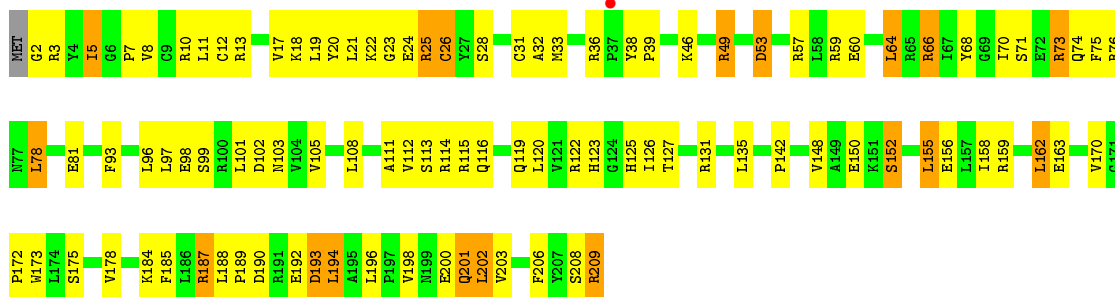 MET G2 R3 Y4 I5 G6 P7 V8 C9 R10 L11 C12 R13 V17 K18 L19 Y20 L21 K22 G23 E24 R25 C26 Y27 S28 C31 A32 M33 R36 P37 Y38 P39 K46 R49 D53 R57 L58 R59 E60 L64 R65 R66 I67 Y68 G69 I70 S71 E72 R73 Q74 F75
N77 L78 E81 F93 L96 L97 E98 S99 R100 L101 D102 N103 V104 V105 L108 A111 V112 S113 R114 R115 Q116 Q119 L120 V121 R122 H123 G124 H125 I126 T127 R131 L135 P142 V148 A149 E150 K151 S152 L155 E156 L157 I158 R159 L162 E163 V170 G171
P172 W173 L174 S175 V178 K184 F185 L186 R187 L188 P189 D190 R191 E192 D193 L194 A195 L196 P197 V198 N199 E200 Q201 L202 V203 F206 Y207 S208 R209